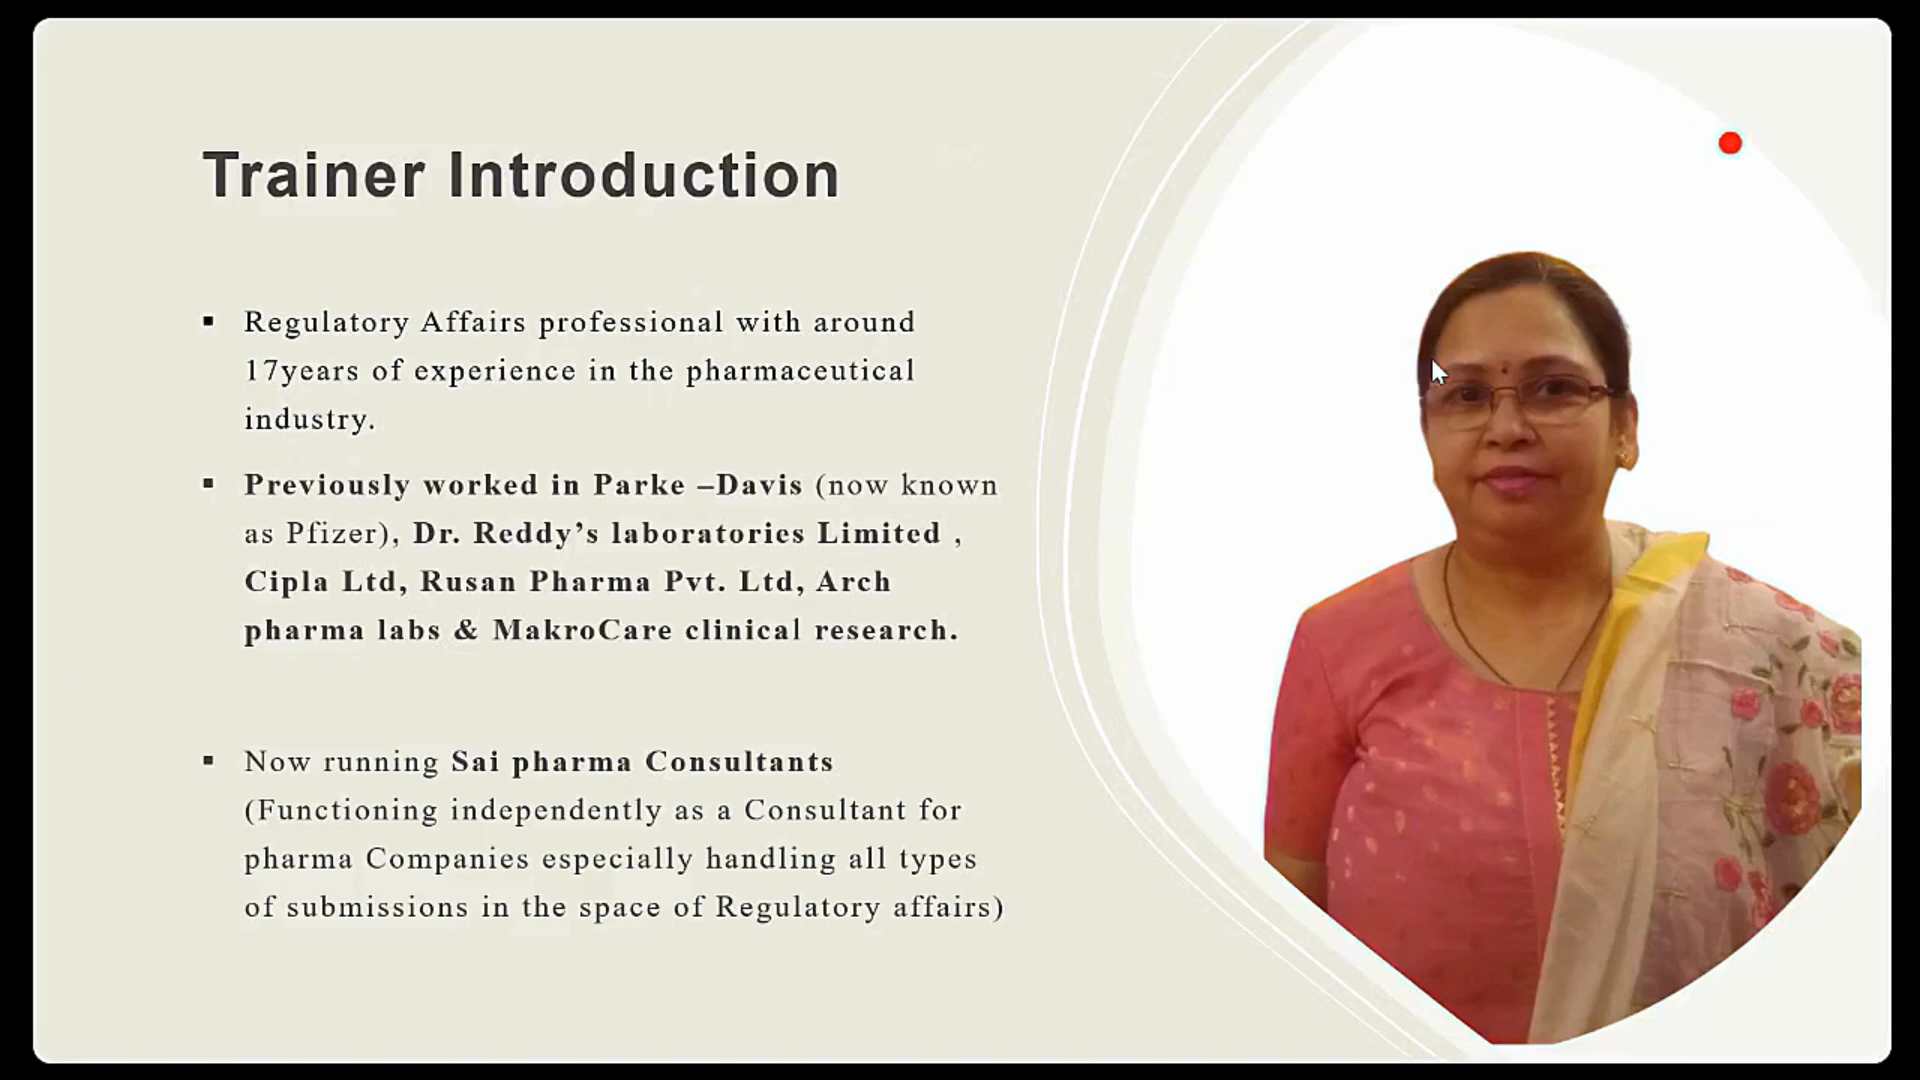 Trainer Introduction
▪ Regulatory Affairs professional with around
17years of experience in the pharmaceutical
industry.
▪ Previously worked in Parke –Davis (now known
as Pfizer), Dr. Reddy’s laboratories Limited ,
Cipla Ltd, Rusan Pharma Pvt. Ltd, Arch
pharma labs & MakroCare clinical research.
▪ Now running Sai pharma Consultants
(Functioning independently as a Consultant for
pharma Companies especially handling all types
of submissions in the space of Regulatory affairs)